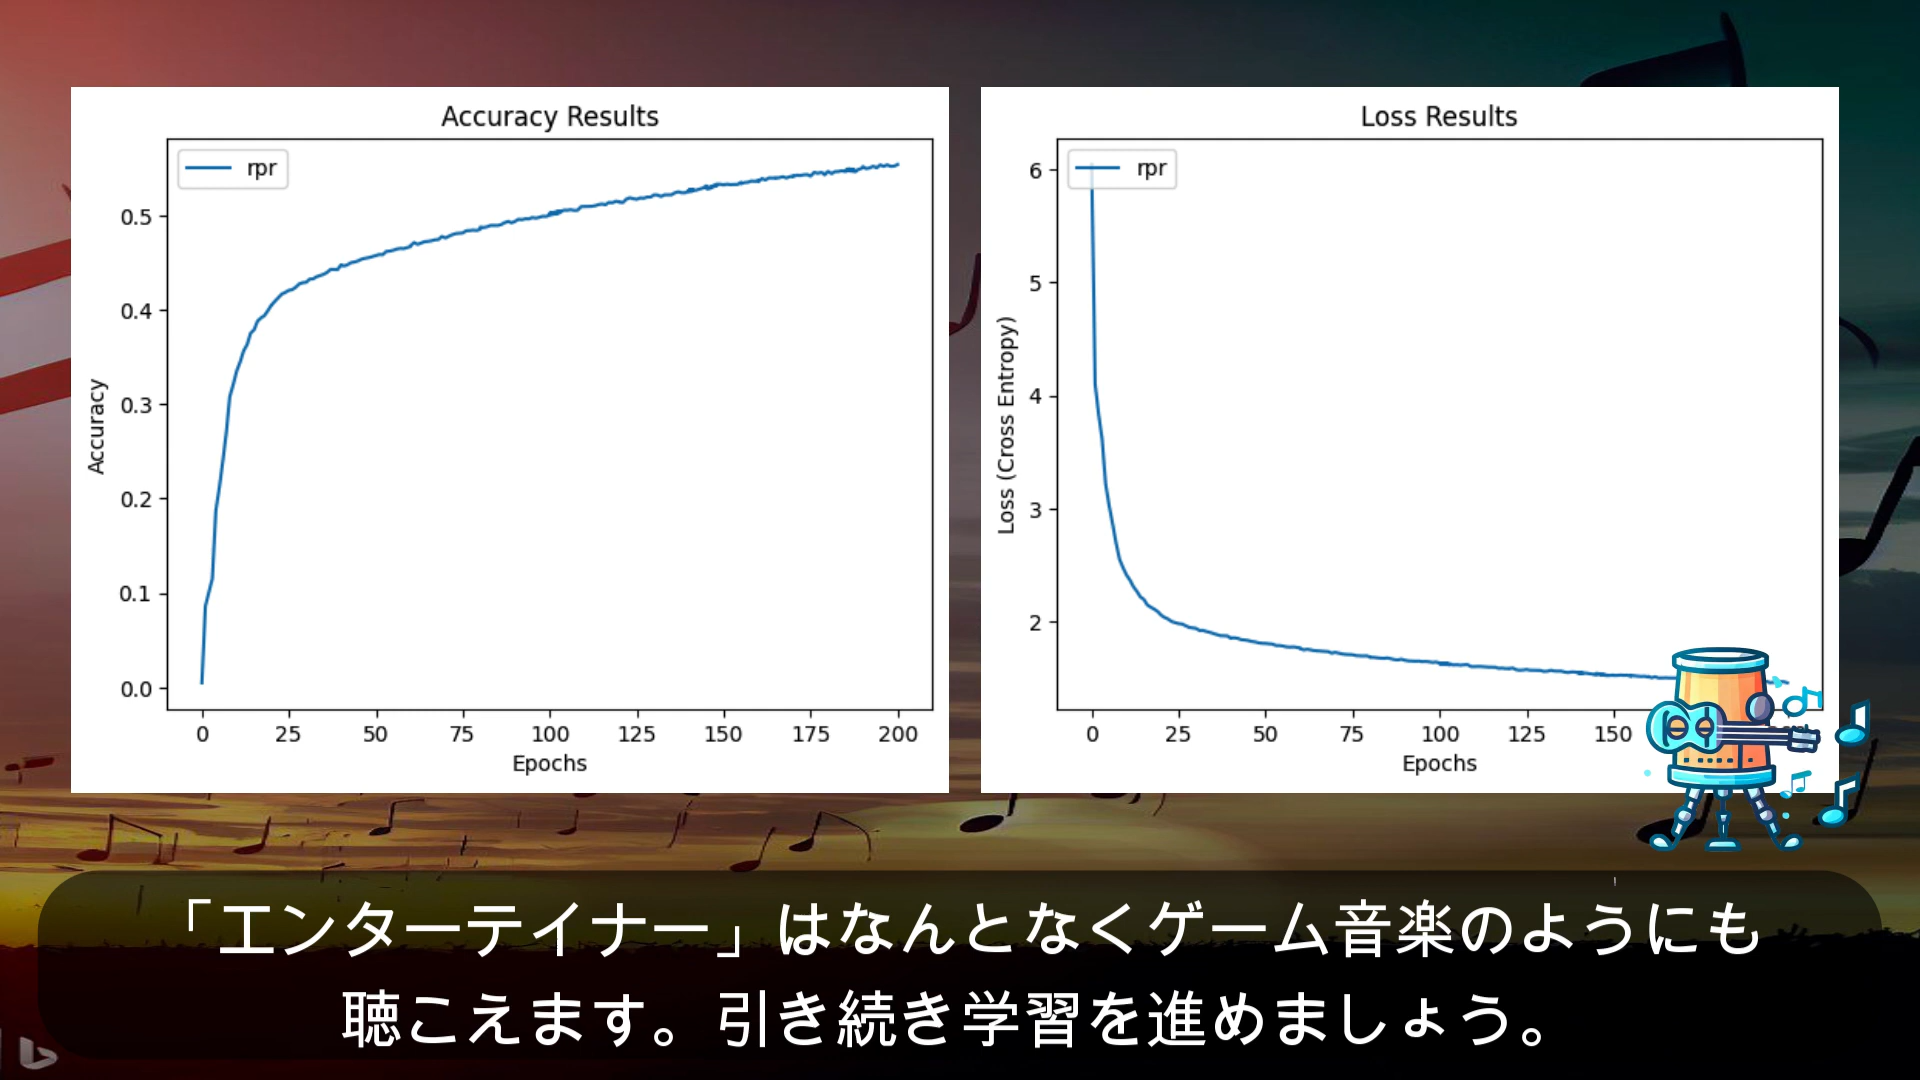 Accuracy Results
rpr
Accuracy
0.5
0.4
0.3
0.2
0.1
0.0
0 25 50 75 100 125 150 175 200
Epochs
Loss Results
rpr
Loss (Cross Entropy)
6
5
4
3
2
0 25 50 75 100 125 150
Epochs
「エンターテイナー」はなんとなくゲーム音楽のようにも
聴こえます。引き続き学習を進めましょう。